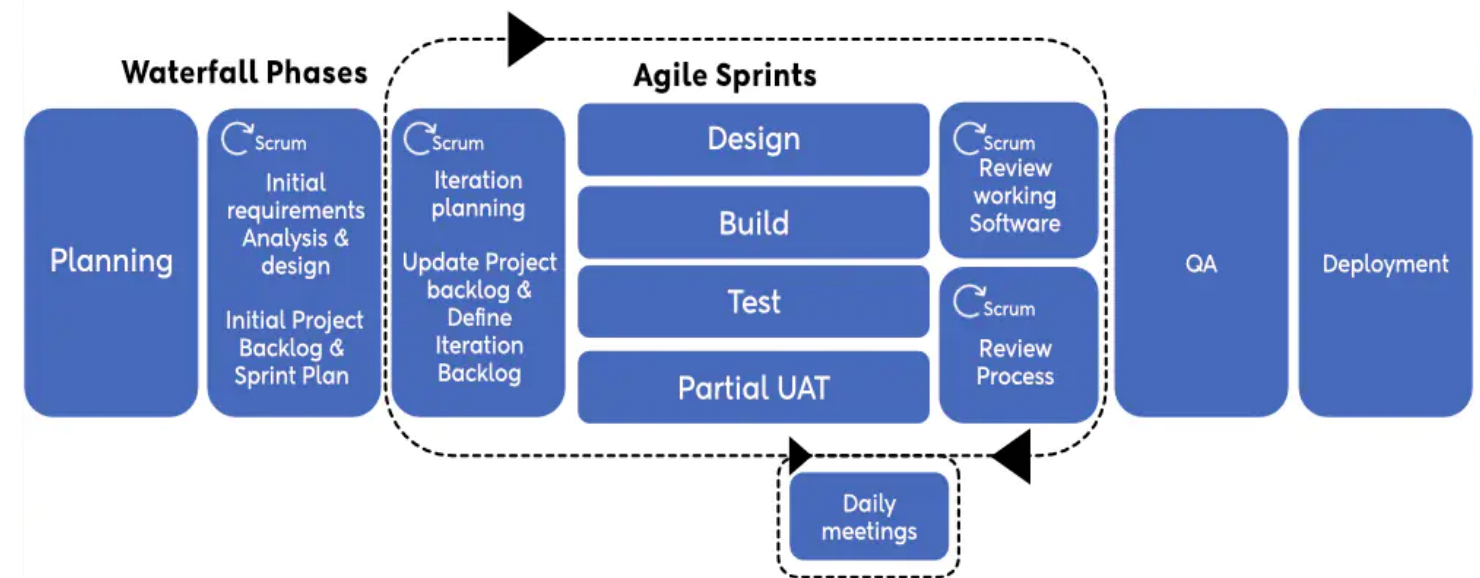 Waterfall Phases
Agile Sprints
Planning
Scrum
Initial
requirements
Analysis &
design
Initial Project
Backlog &
Sprint Plan
Scrum
Iteration
planning
Update Project
backlog &
Define
Iteration
Backlog
Design
Build
Test
Partial UAT
Scrum
Review
working
Software
Scrum
Review
Process
QA
Deployment
Daily
meetings